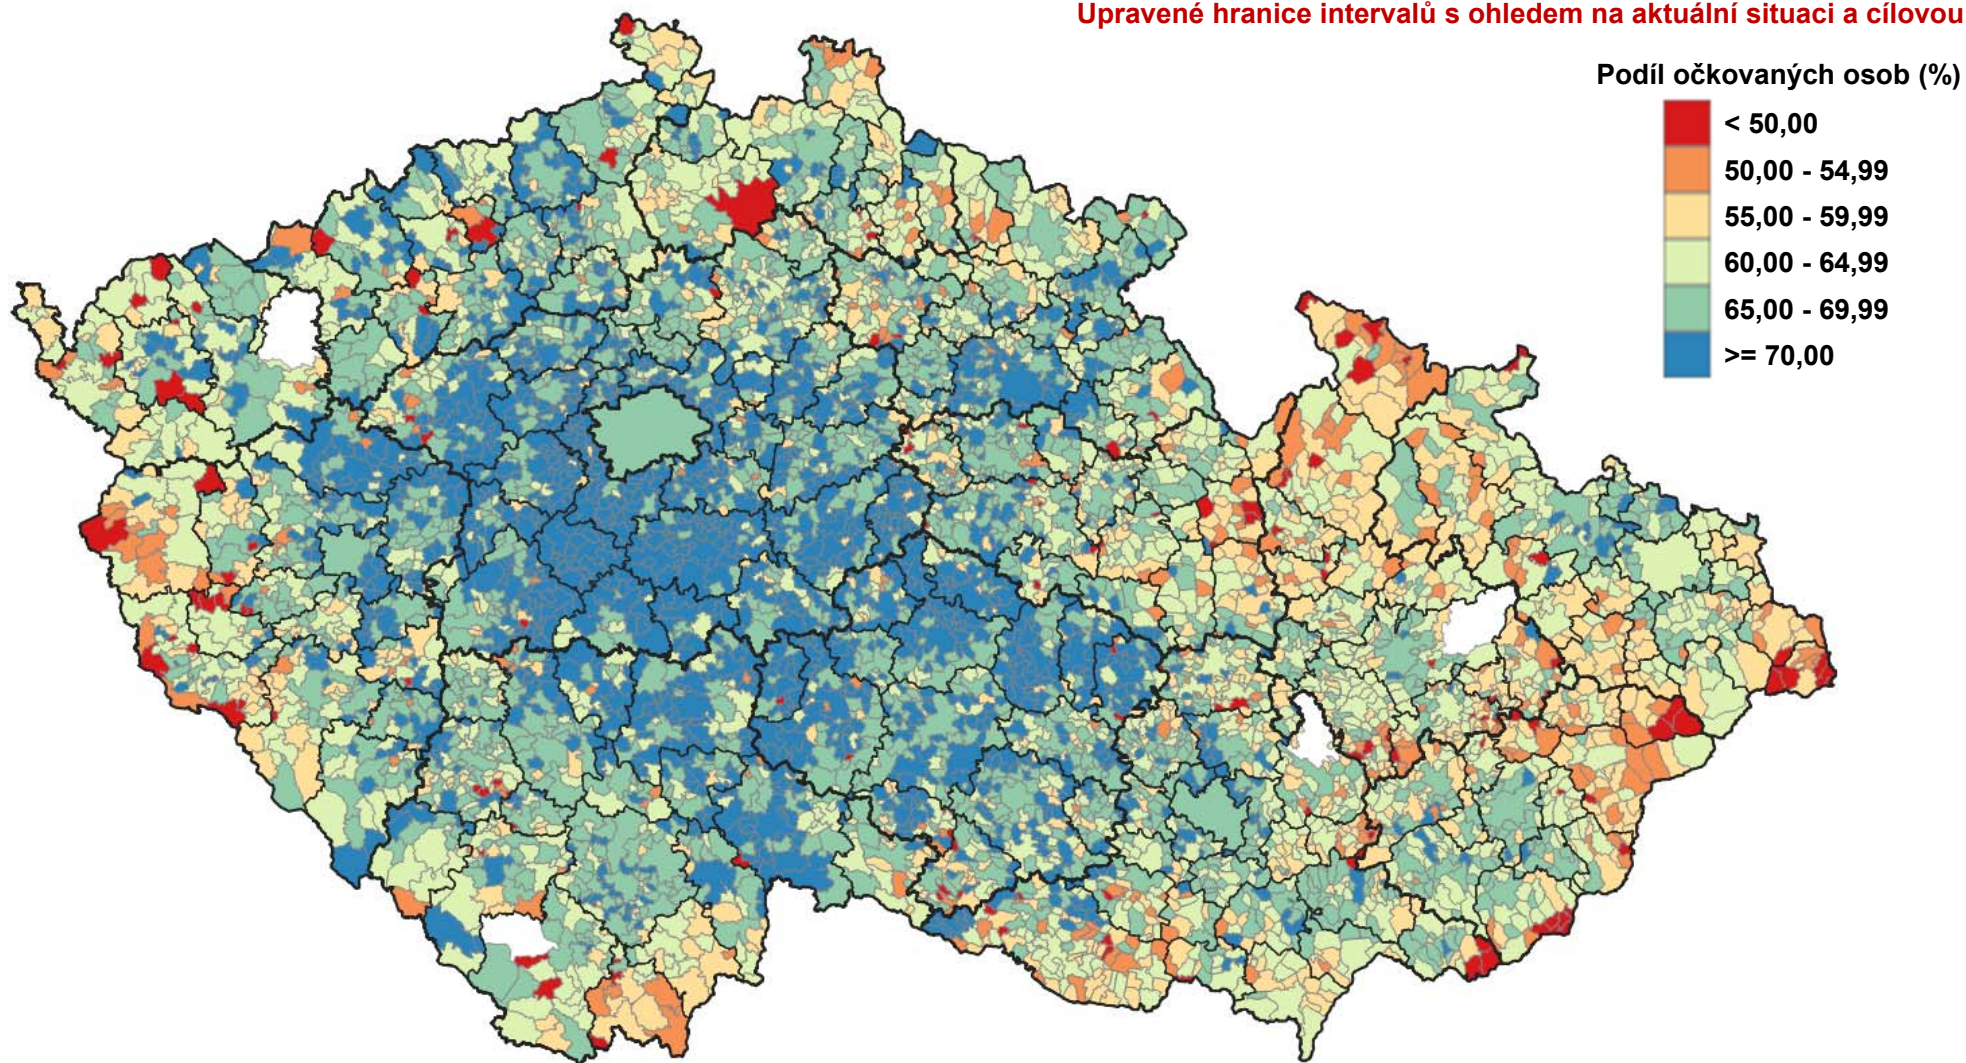 Upravené hranice intervalů s ohledem na aktuální situaci a cílovou
Podíl očkovaných osob (%)
< 50,00
50,00 - 54,99
55,00 - 59,99
60,00 - 64,99
65,00 - 69,99
>= 70,00